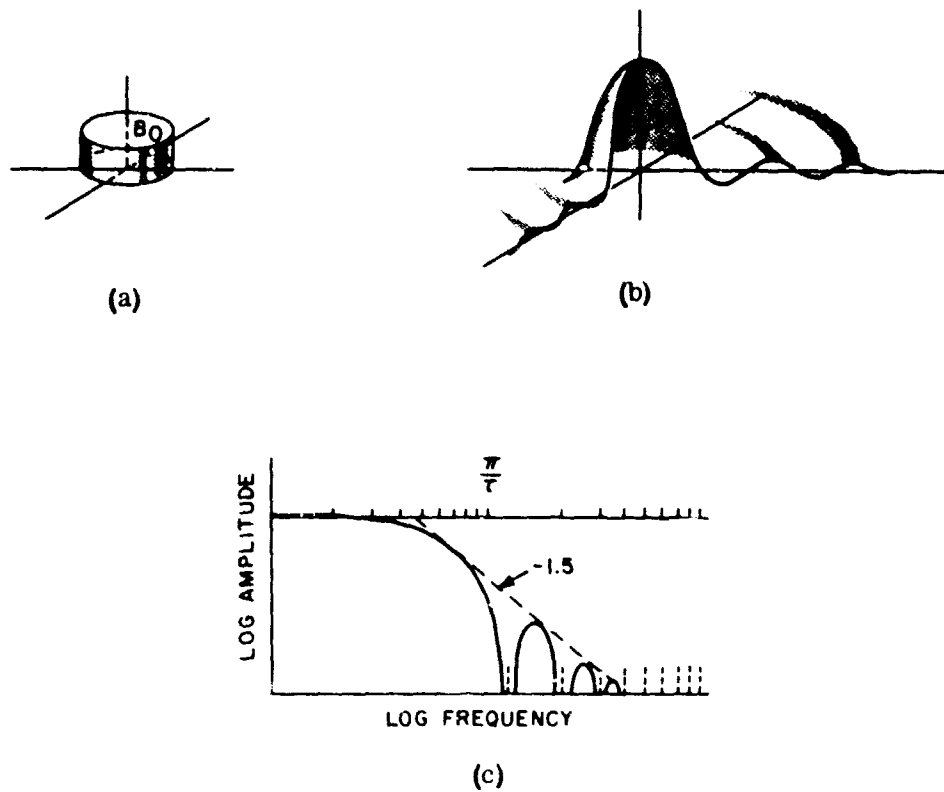 B₀
(a)
(b)
π/τ
LOG AMPLITUDE
-1.5
LOG FREQUENCY
(c)